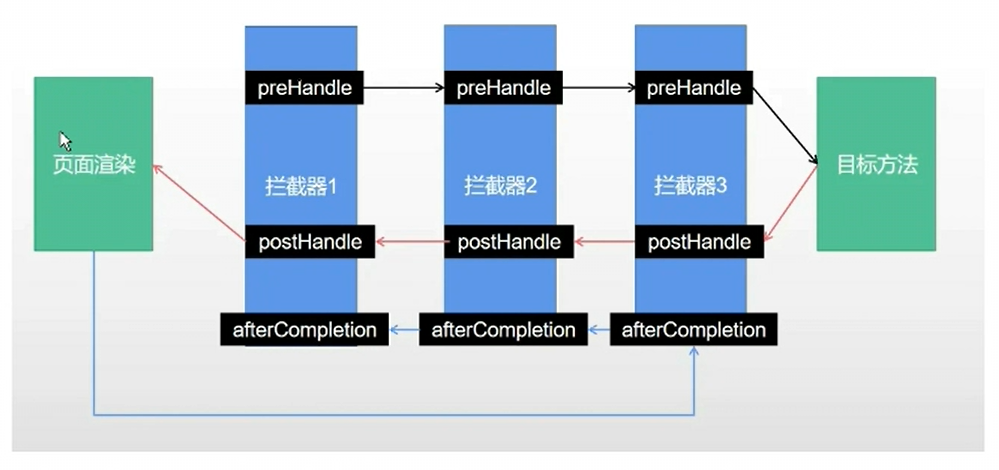 preHandle
preHandle
preHandle
页面渲染
拦截器1
拦截器2
拦截器3
目标方法
postHandle
postHandle
postHandle
afterCompletion
afterCompletion
afterCompletion